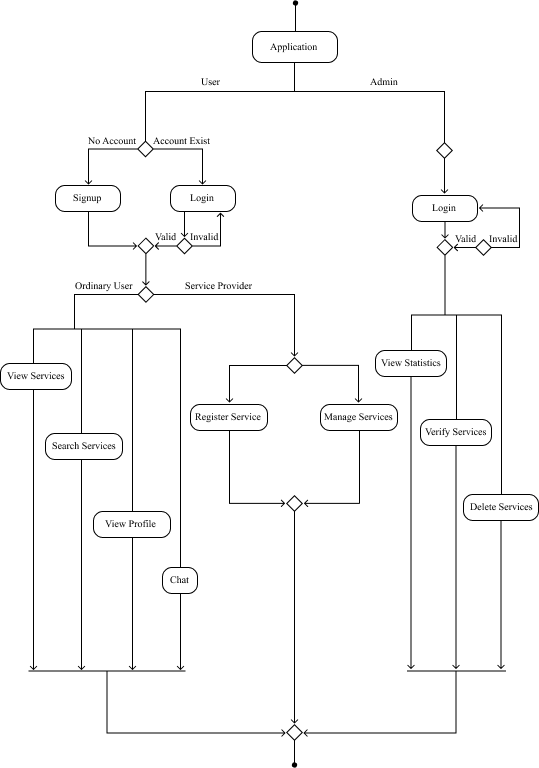 Application
User
Admin
No Account
Account Exist
Signup
Login
Login
Valid
Invalid
Valid
Invalid
Ordinary User
Service Provider
View Services
View Statistics
Register Service
Manage Services
Search Services
Verify Services
View Profile
Delete Services
Chat